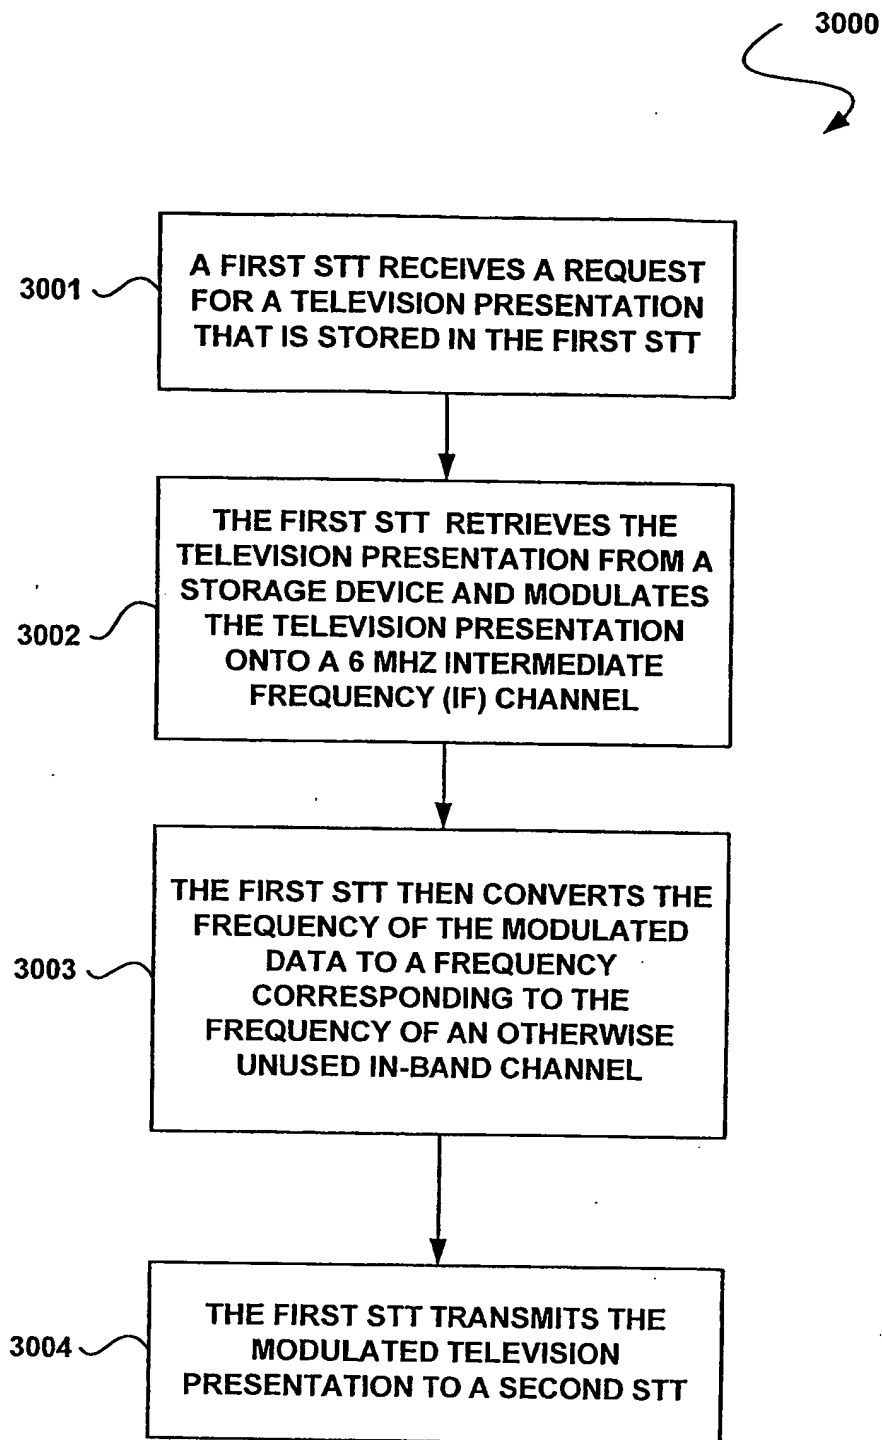 3000
3001
A FIRST STT RECEIVES A REQUEST
FOR A TELEVISION PRESENTATION
THAT IS STORED IN THE FIRST STT
3002
THE FIRST STT RETRIEVES THE
TELEVISION PRESENTATION FROM A
STORAGE DEVICE AND MODULATES
THE TELEVISION PRESENTATION
ONTO A 6 MHZ INTERMEDIATE
FREQUENCY (IF) CHANNEL
3003
THE FIRST STT THEN CONVERTS THE
FREQUENCY OF THE MODULATED
DATA TO A FREQUENCY
CORRESPONDING TO THE
FREQUENCY OF AN OTHERWISE
UNUSED IN-BAND CHANNEL
3004
THE FIRST STT TRANSMITS THE
MODULATED TELEVISION
PRESENTATION TO A SECOND STT